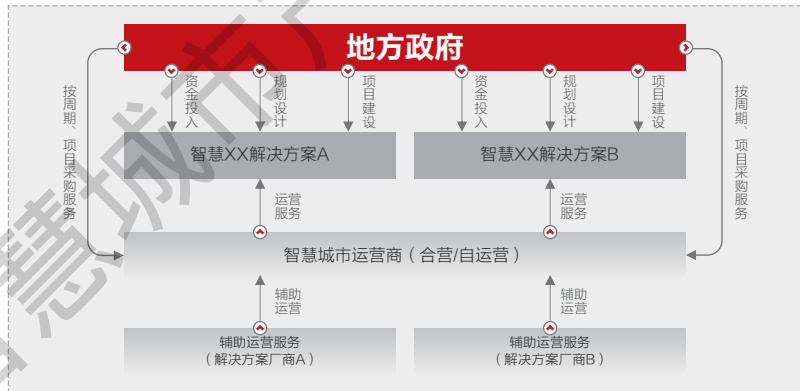 地方政府
资金投入
规划设计
项目建设
资金投入
规划设计
项目建设
按周期、项目采购服务
按周期、项目采购服务
智慧XX解决方案A
智慧XX解决方案B
运营
服务
运营
服务
智慧城市运营商（合营/自运营）
辅助
运营
辅助
运营
辅助运营服务
（解决方案厂商A）
辅助运营服务
（解决方案厂商B）